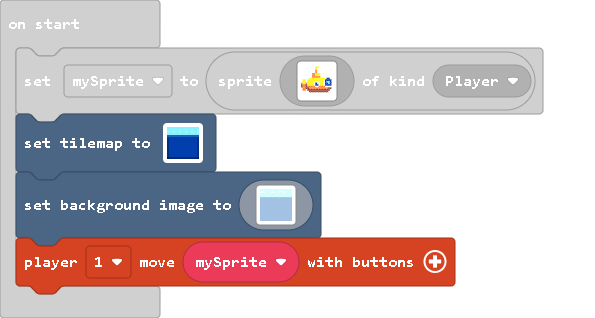 on start
set mySprite to sprite of kind Player
set tilemap to
set background image to
player 1 move mySprite with buttons